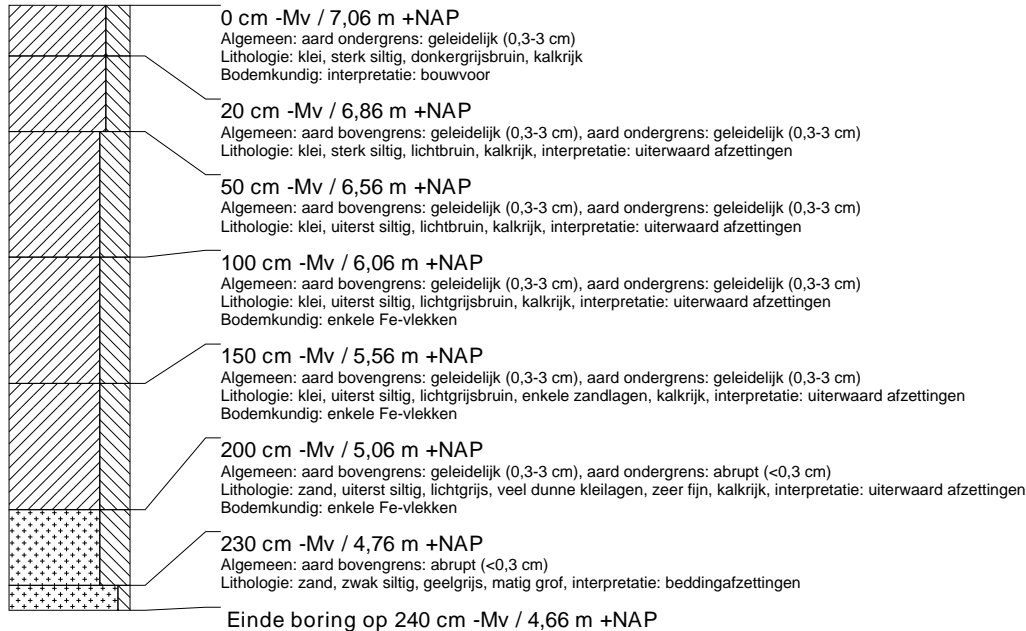 0 cm -Mv / 7,06 m +NAP
Algemeen: aard ondergrens: geleidelijk (0,3-3 cm)
Lithologie: klei, sterk siltig, donkergrijsbruin, kalkrijk
Bodemkundig: interpretatie: bouwvoor
20 cm -Mv / 6,86 m +NAP
Algemeen: aard bovengrens: geleidelijk (0,3-3 cm), aard ondergrens: geleidelijk (0,3-3 cm)
Lithologie: klei, sterk siltig, lichtbruin, kalkrijk, interpretatie: uiterwaard afzettingen
50 cm -Mv / 6,56 m +NAP
Algemeen: aard bovengrens: geleidelijk (0,3-3 cm), aard ondergrens: geleidelijk (0,3-3 cm)
Lithologie: klei, uiterst siltig, lichtbruin, kalkrijk, interpretatie: uiterwaard afzettingen
100 cm -Mv / 6,06 m +NAP
Algemeen: aard bovengrens: geleidelijk (0,3-3 cm), aard ondergrens: geleidelijk (0,3-3 cm)
Lithologie: klei, uiterst siltig, lichtgrijsbruin, kalkrijk, interpretatie: uiterwaard afzettingen
Bodemkundig: enkele Fe-vlekken
150 cm -Mv / 5,56 m +NAP
Algemeen: aard bovengrens: geleidelijk (0,3-3 cm), aard ondergrens: geleidelijk (0,3-3 cm)
Lithologie: klei, uiterst siltig, lichtgrijsbruin, enkele zandlagen, kalkrijk, interpretatie: uiterwaard afzettingen
Bodemkundig: enkele Fe-vlekken
200 cm -Mv / 5,06 m +NAP
Algemeen: aard bovengrens: geleidelijk (0,3-3 cm), aard ondergrens: abrupt (<0,3 cm)
Lithologie: zand, uiterst siltig, lichtgrijs, veel dunne kleilagen, zeer fijn, kalkrijk, interpretatie: uiterwaard afzettingen
Bodemkundig: enkele Fe-vlekken
230 cm -Mv / 4,76 m +NAP
Algemeen: aard bovengrens: abrupt (<0,3 cm)
Lithologie: zand, zwak siltig, geelgrijs, matig grof, interpretatie: beddingafzettingen
Einde boring op 240 cm -Mv / 4,66 m +NAP